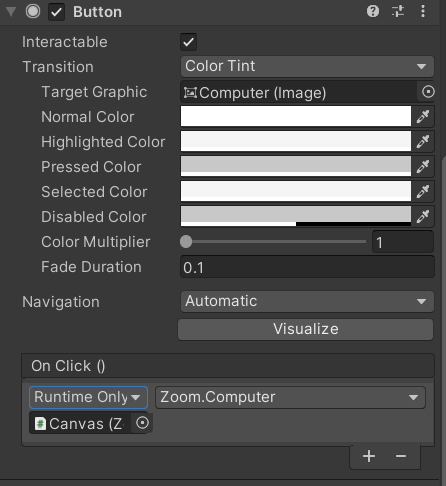 Button
Interactable
Transition Color Tint
Target Graphic Computer (Image)
Normal Color
Highlighted Color
Pressed Color
Selected Color
Disabled Color
Color Multiplier 1
Fade Duration 0.1
Navigation Automatic
Visualize
On Click ()
Runtime Only Zoom.Computer
Canvas (Z